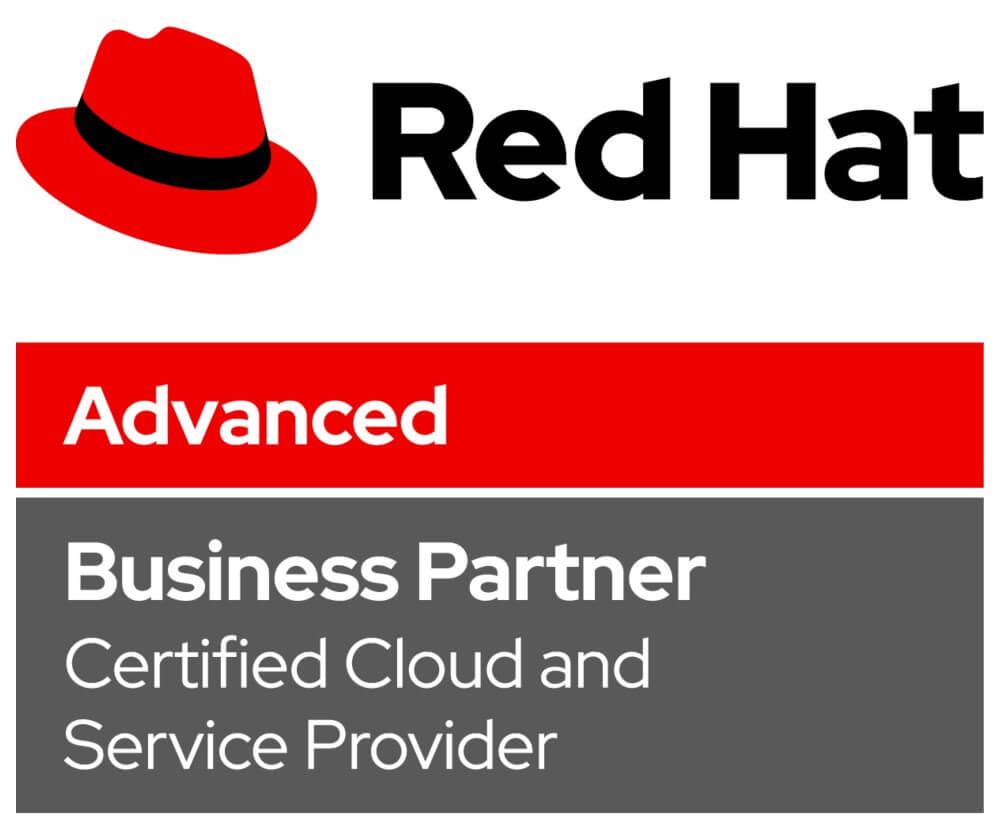 Red Hat
Advanced
Business Partner
Certified Cloud and
Service Provider